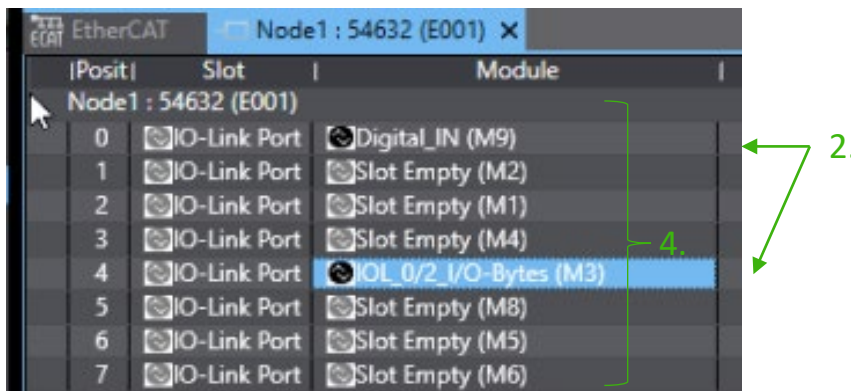 ECAT EtherCAT Node1 : 54632 (E001) X
|Posit| Slot | Module |
Node1 : 54632 (E001)
0 IO-Link Port Digital_IN (M9)
1 IO-Link Port Slot Empty (M2)
2 IO-Link Port Slot Empty (M1)
3 IO-Link Port Slot Empty (M4)
4 IO-Link Port IOL_0/2_I/O-Bytes (M3)
5 IO-Link Port Slot Empty (M8)
6 IO-Link Port Slot Empty (M5)
7 IO-Link Port Slot Empty (M6)
2.
4.